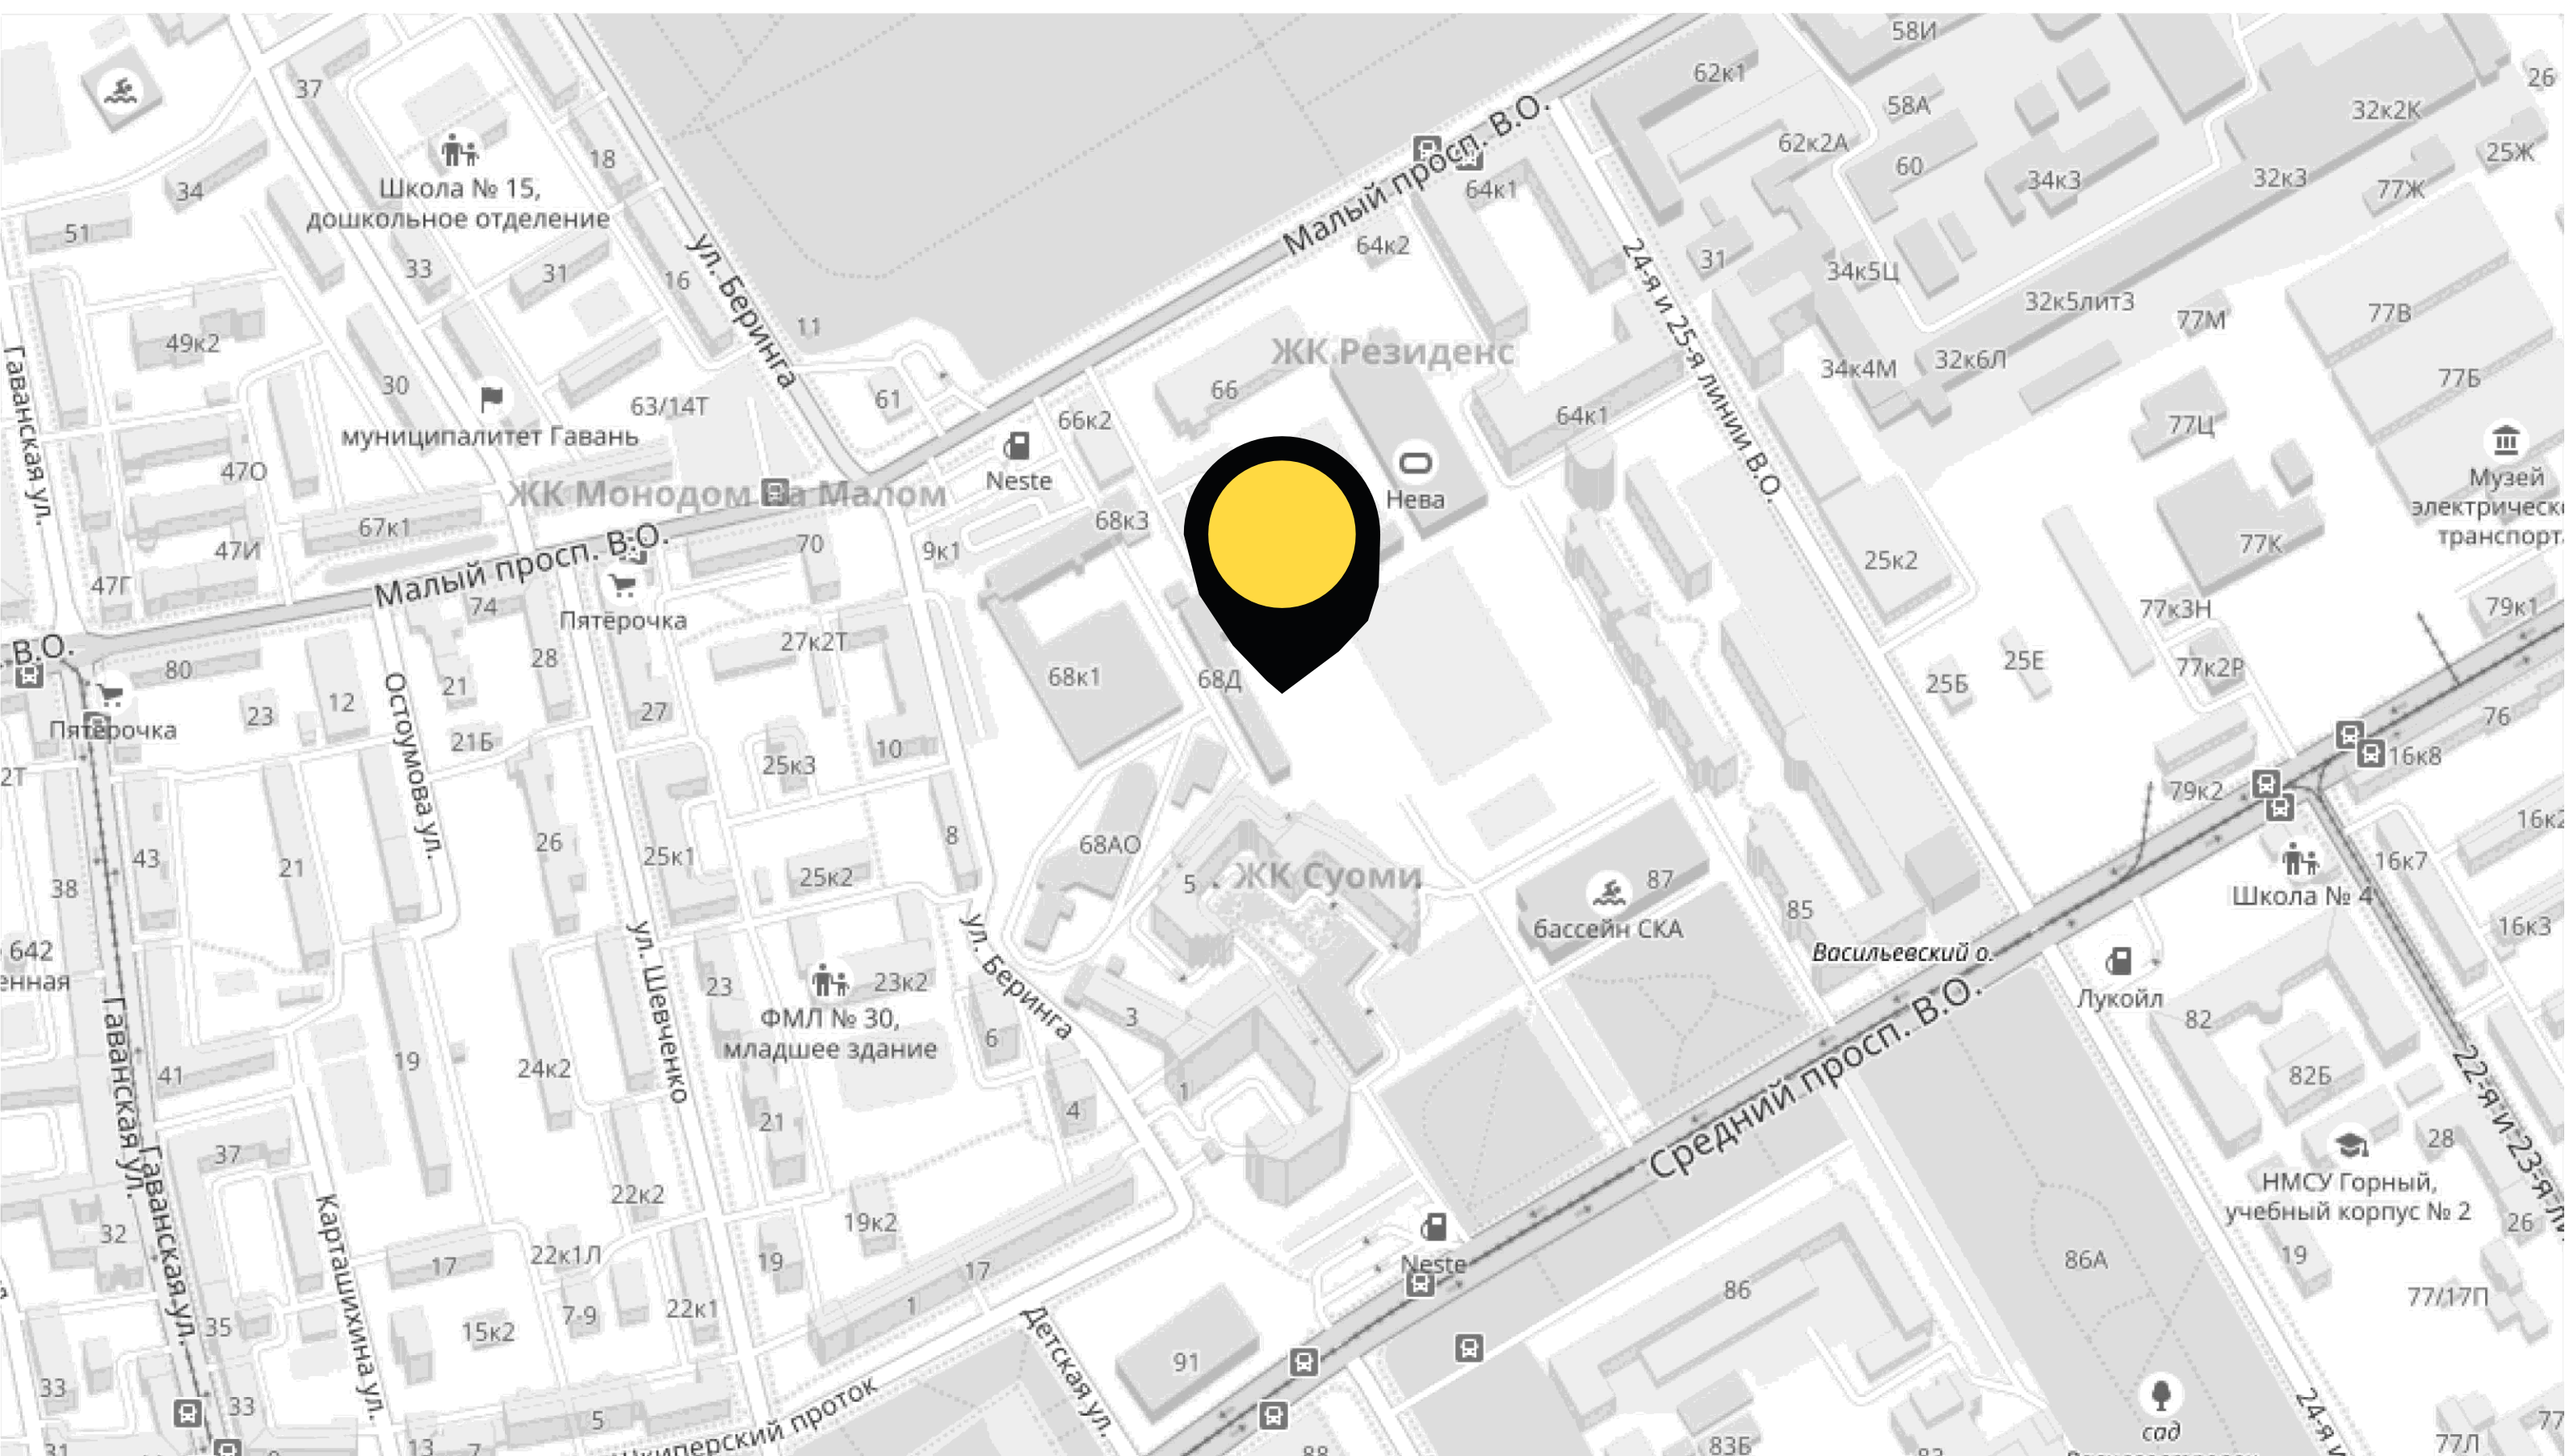 58И
62к1
26
37
58А
32к2К
Малый просп. В.О.
62к2А
25Ж
18
60
34
Школа № 15,
дошкольное отделение
64к1
34к3
32к3
77Ж
51
ул. Беринга
64к2
24-я и 25-я линии В.О.
31
33
31
16
34к5Ц
32к5лит3
77М
77В
11
49к2
ЖК Резиденс
Гаванская ул.
30
66
34к4М
32к6Л
77Б
61
63/14Т
66к2
64к1
77Ц
муниципалитет Гавань
47О
Neste
Нева
Музей
ЖК Монодом на Малом
67к1
68к3
47И
70
9к1
77К
25к2
Малый просп. В.О.
47Г
74
Пятёрочка
77к3Н
79к1
27к2Т
В.О.
80
28
68к1
68Д
25Е
77к2Р
21
25Б
12
23
27
Остоумова ул.
76
Пятёрочка
21Б
10
25к3
16к8
2Т
79к2
26
8
68АО
43
21
25к1
25к2
5
ЖК Суоми
87
16к7
38
Школа № 4
85
бассейн СКА
16к3
642
Васильевский о.
ул. Шевченко
ул. Беринга
23
23к2
Лукойл
ФМЛ № 30,
младшее здание
3
82
6
Средний просп. В.О.
Гаванская ул.
41
19
24к2
1
82Б
4
21
37
28
22к2
НМСУ Горный,
учебный корпус № 2
Гаванская ул.
Карташихина ул.
32
19к2
26
17
22к1Л
19
17
Neste
86
86А
19
77/17П
1
7-9
22к1
35
15к2
Детская ул.
91
33
33
5
сад
83Б
77Л
13
7
88